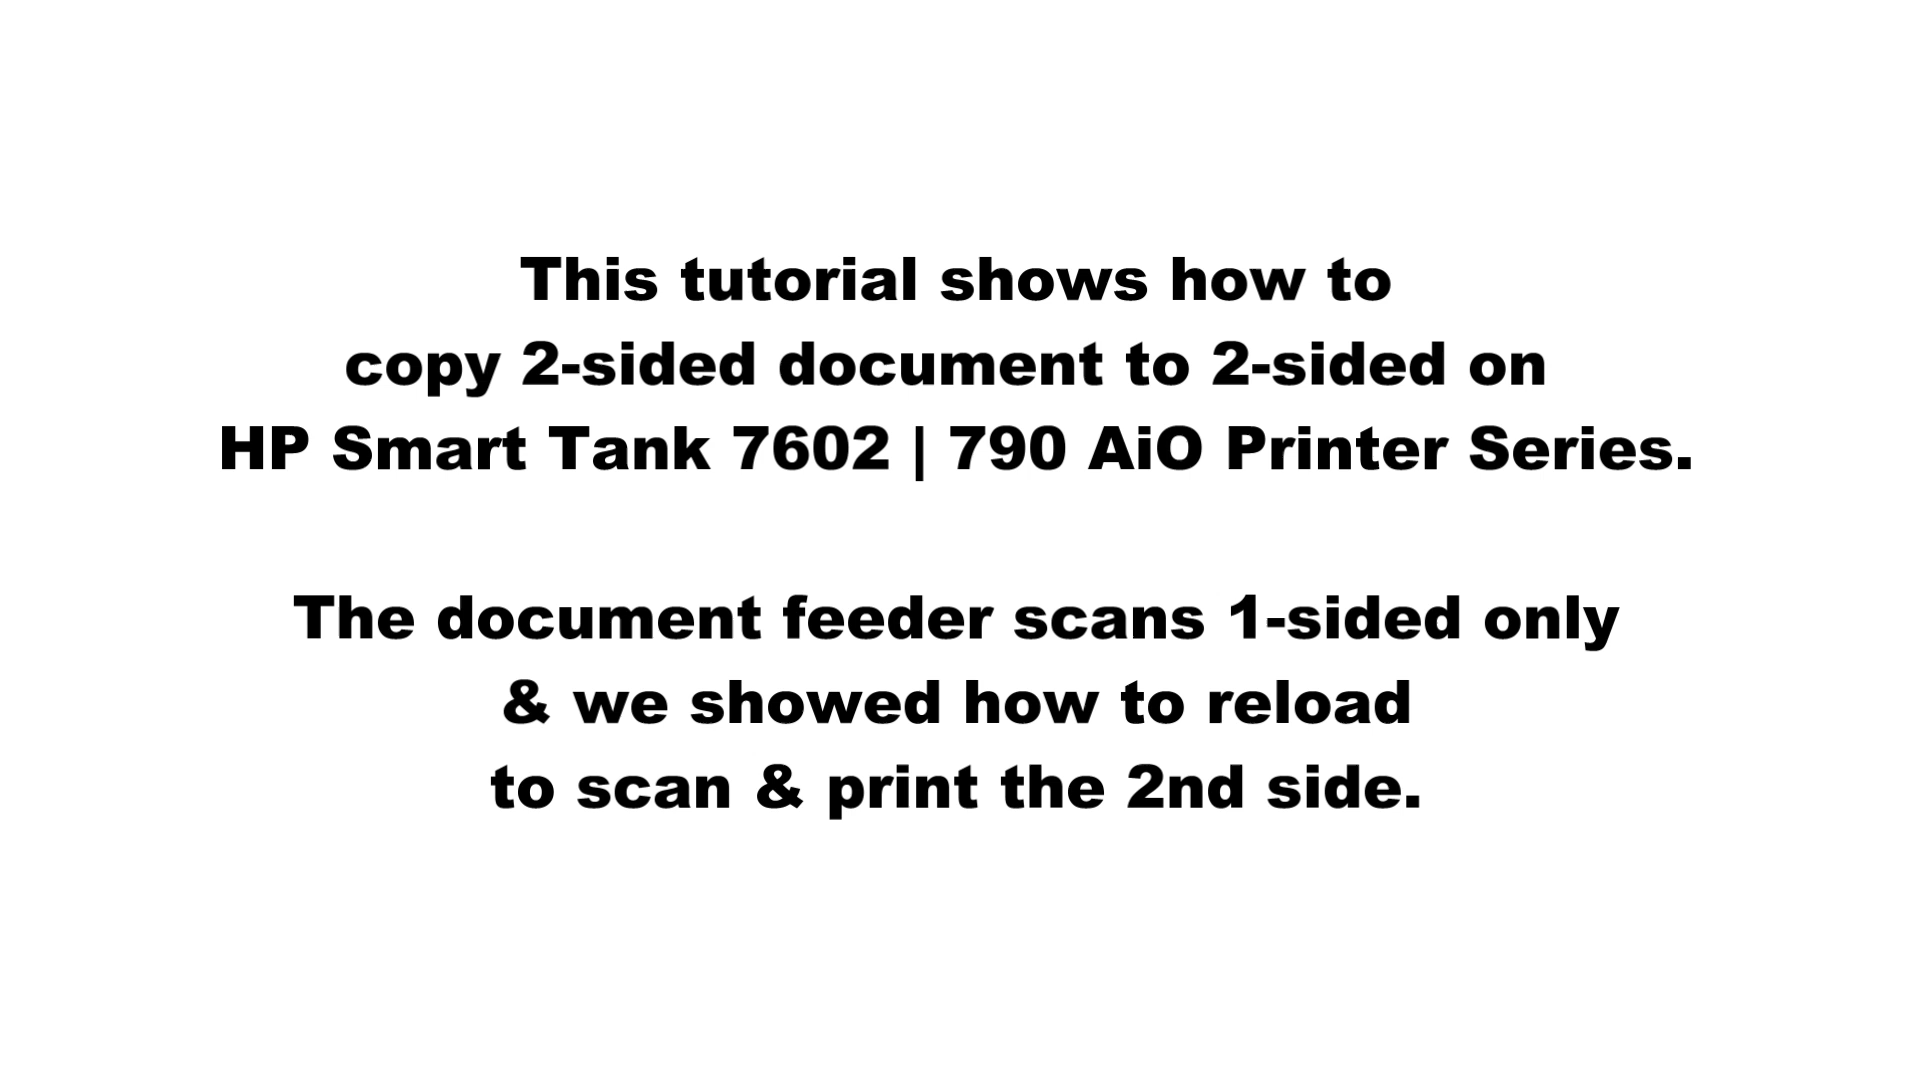 This tutorial shows how to
copy 2-sided document to 2-sided on
HP Smart Tank 7602 | 790 AiO Printer Series.
The document feeder scans 1-sided only
& we showed how to reload
to scan & print the 2nd side.